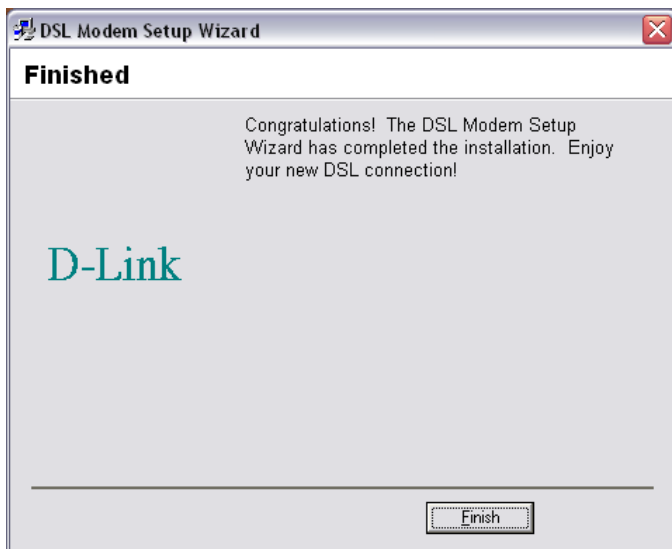 DSL Modem Setup Wizard
Finished
Congratulations! The DSL Modem Setup
Wizard has completed the installation. Enjoy
your new DSL connection!
D-Link
Finish